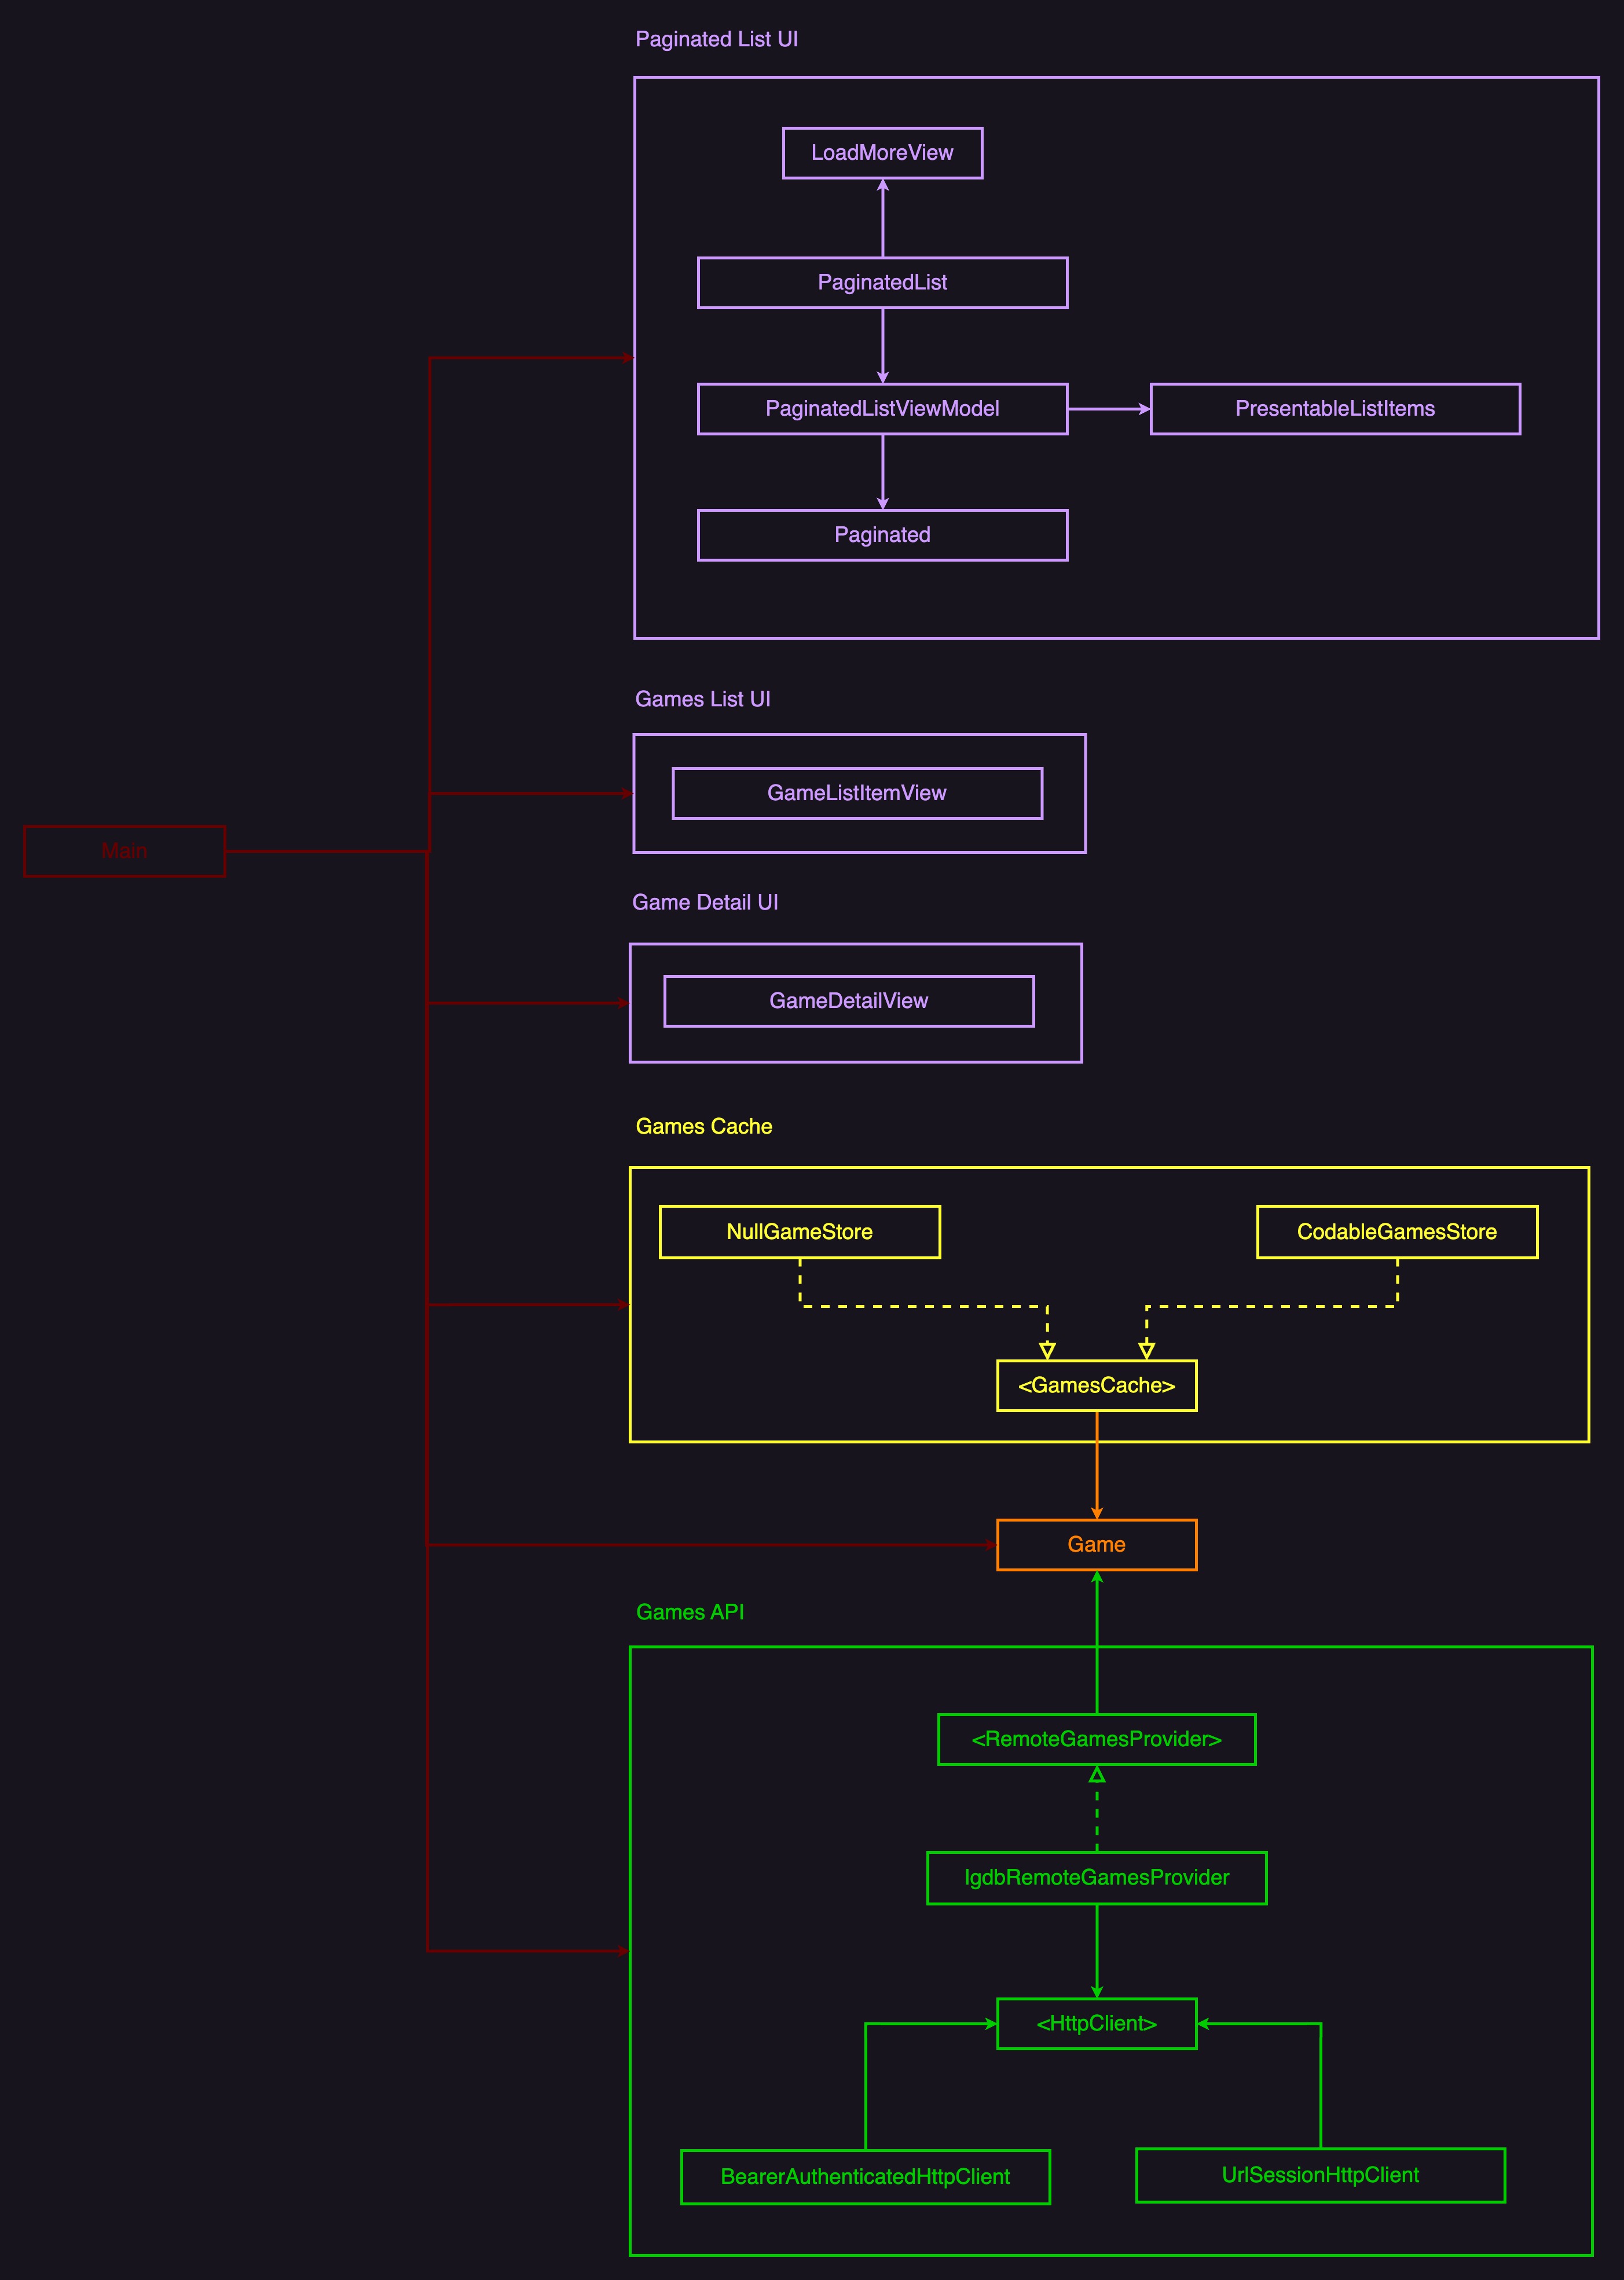 Paginated List UI
LoadMoreView
PaginatedList
PaginatedListViewModel
PresentableListItems
Paginated
Games List UI
GameListItemView
Main
Game Detail UI
GameDetailView
Games Cache
NullGameStore
CodableGamesStore
<GamesCache>
Game
Games API
<RemoteGamesProvider>
IgdbRemoteGamesProvider
<HttpClient>
BearerAuthenticatedHttpClient
UrlSessionHttpClient